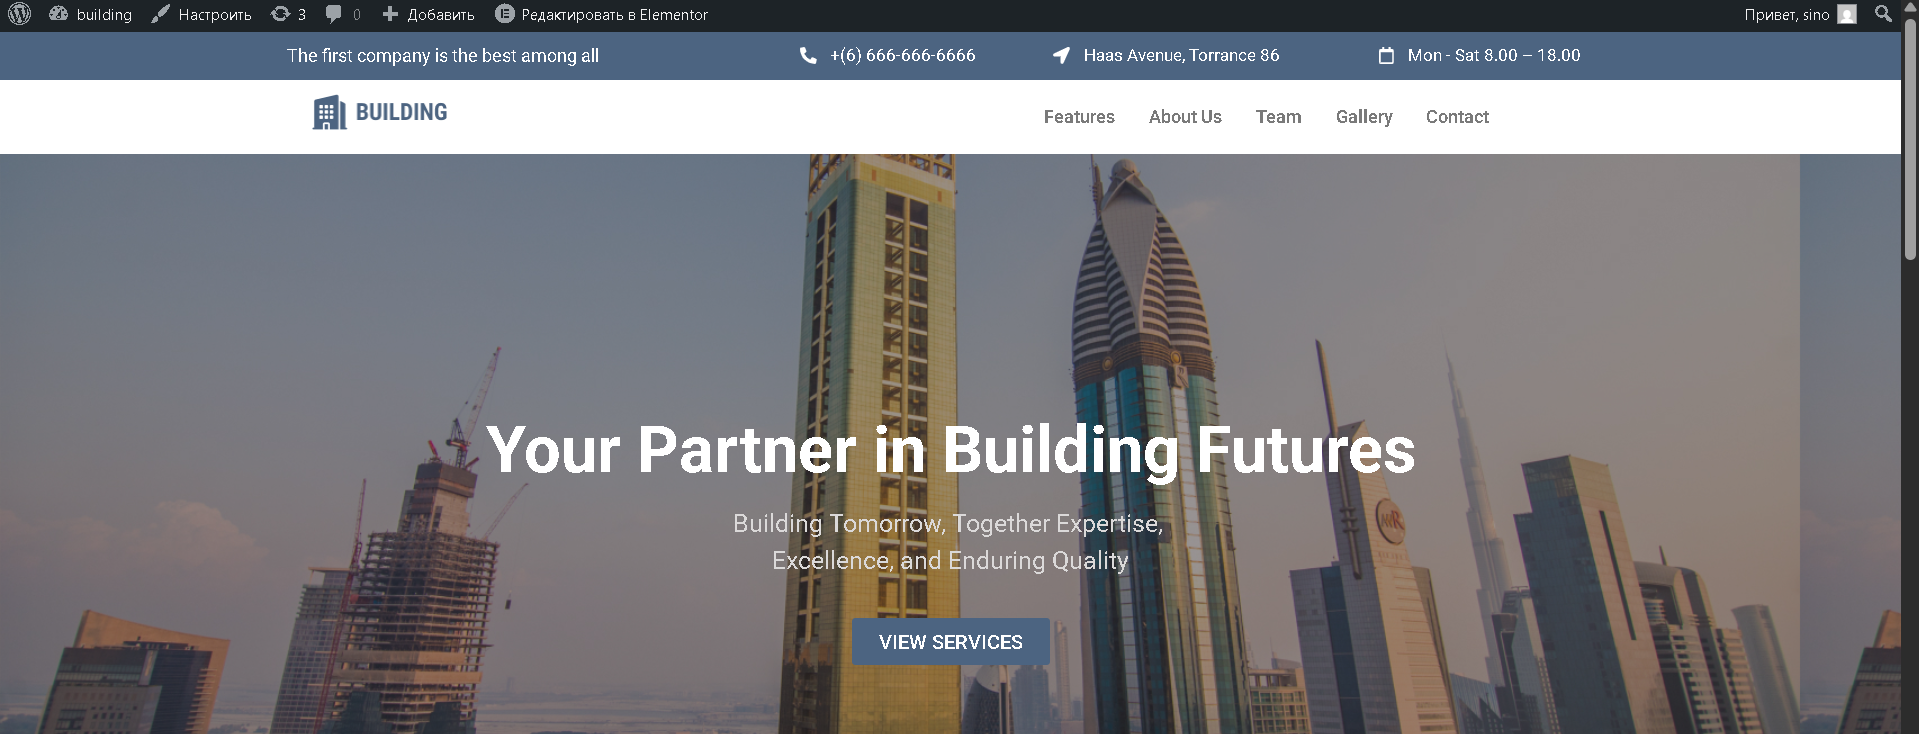 building Настроить 3 0 Добавить Редактировать в Elementor Привет, sino
The first company is the best among all +(6) 666-666-6666 Haas Avenue, Torrance 86 Mon - Sat 8.00 – 18.00
BUILDING Features About Us Team Gallery Contact
Your Partner in Building Futures
Building Tomorrow, Together Expertise,
Excellence, and Enduring Quality
VIEW SERVICES